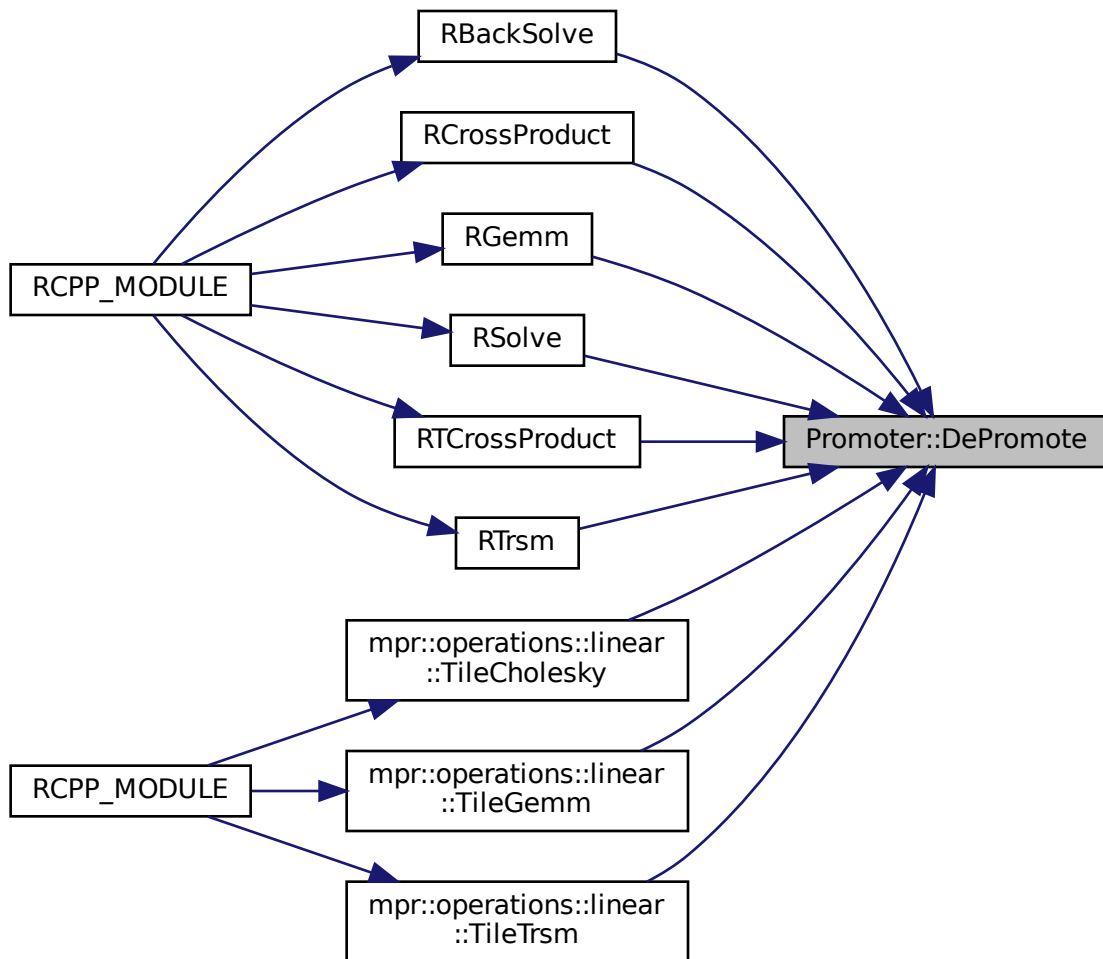 RBackSolve
RCrossProduct
RGemm
RCPP_MODULE
RSolve
RTCrossProduct
Promoter::DePromote
RTrsm
mpr::operations::linear
::TileCholesky
mpr::operations::linear
::TileGemm
RCPP_MODULE
mpr::operations::linear
::TileTrsm